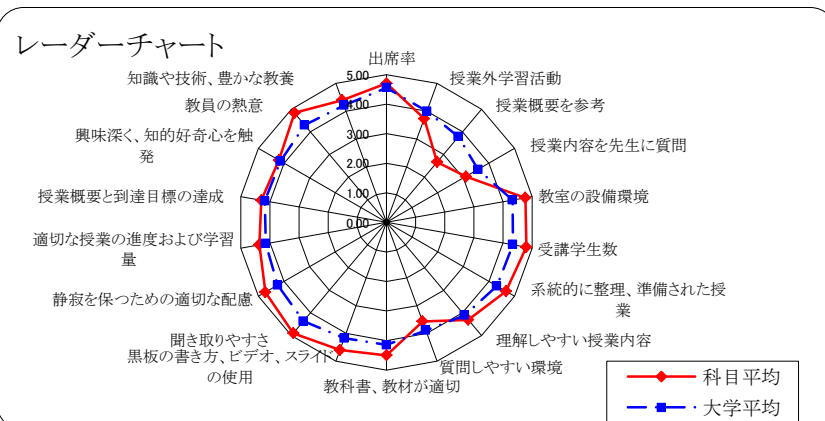 レーダーチャート
出席率
授業外学習活動
授業概要を参考
授業内容を先生に質問
教室の設備環境
受講学生数
系統的に整理、準備された授
業
理解しやすい授業内容
質問しやすい環境
教科書、教材が適切
黒板の書き方、ビデオ、スライド
の使用
聞き取りやすさ
静寂を保つための適切な配慮
適切な授業の進度および学習
量
授業概要と到達目標の達成
興味深く、知的好奇心を触
発
教員の熱意
知識や技術、豊かな教養
5.00
4.00
3.00
2.00
1.00
0.00
科目平均
大学平均